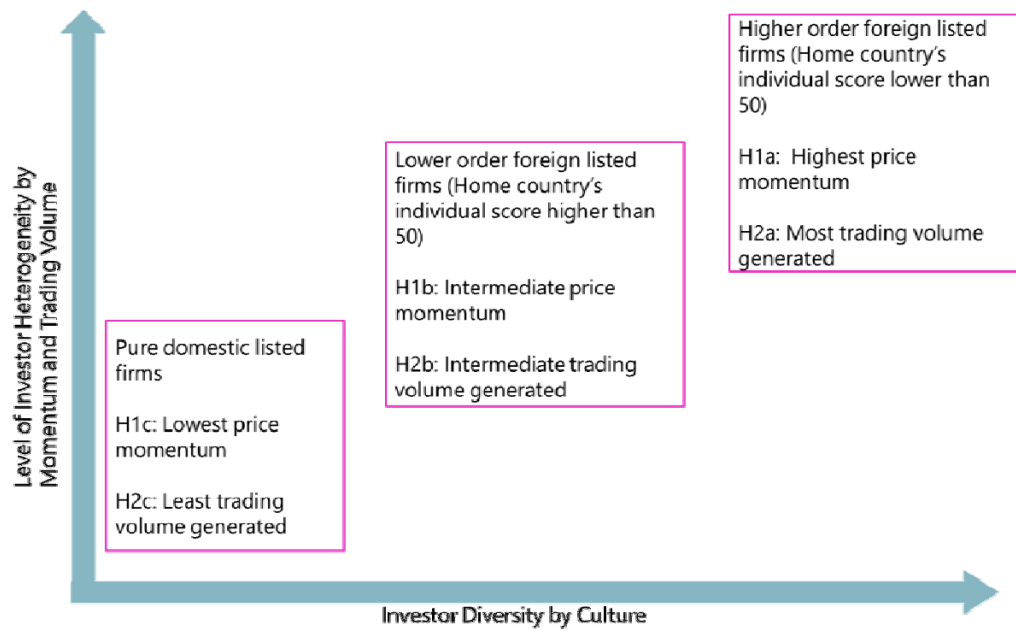 Level of Investor Heterogeneity by
Momentum and Trading Volume
Pure domestic listed
firms
H1c: Lowest price
momentum
H2c: Least trading
volume generated
Lower order foreign listed
firms (Home country's
individual score higher than
50)
H1b: Intermediate price
momentum
H2b: Intermediate trading
volume generated
Higher order foreign listed
firms (Home country's
individual score lower than
50)
H1a: Highest price
momentum
H2a: Most trading volume
generated
Investor Diversity by Culture